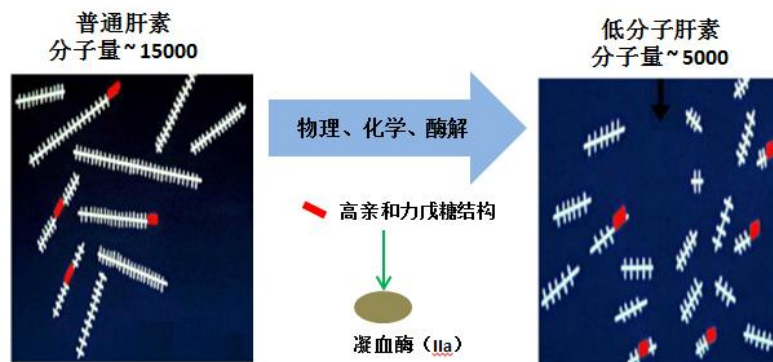 普通肝素
分子量~15000
低分子肝素
分子量~5000
物理、化学、酶解
高亲和力戊糖结构
凝血酶（IIa）